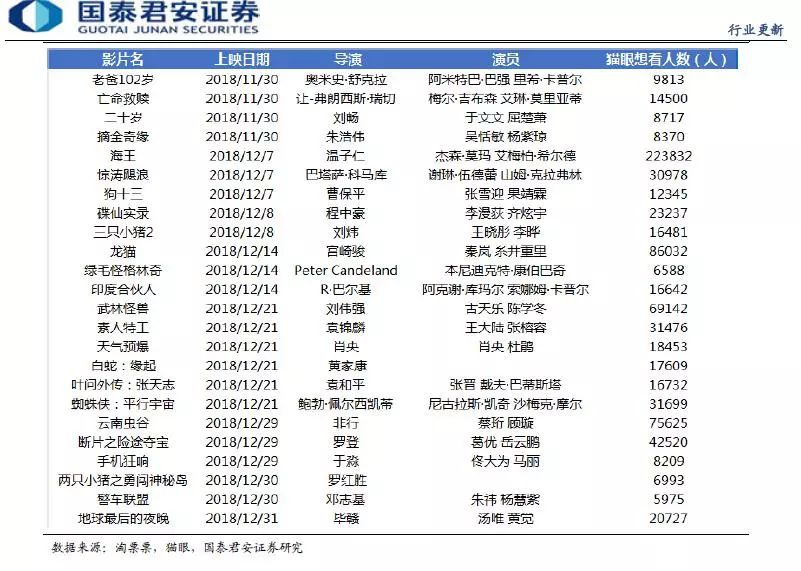 国泰君安证券
GUOTAI JUNAN SECURITIES
行业更新
影片名 上映日期 导演 演员 猫眼想看人数（人）
老爸102岁 2018/11/30 奥米史·舒克拉 阿米特巴·巴强 里希·卡普尔 9813
亡命救赎 2018/11/30 让-弗朗西斯·瑞切 梅尔·吉布森 艾琳·莫里亚蒂 14500
二十岁 2018/11/30 刘畅 于文文 屈楚萧 8717
摘金奇缘 2018/11/30 朱浩伟 吴恬敏 杨紫琼 8370
海王 2018/12/7 温子仁 杰森·莫玛 艾梅柏·希尔德 223832
惊涛飓浪 2018/12/7 巴塔萨·科马库 谢琳·伍德蕾 山姆·克拉弗林 30978
狗十三 2018/12/7 曹保平 张雪迎 果靖霖 12345
碟仙实录 2018/12/8 程中豪 李漫荻 齐炫宇 23237
三只小猪2 2018/12/8 刘炜 王晓彤 李晔 16481
龙猫 2018/12/14 宫崎骏 秦岚 糸井重里 86032
绿毛怪格林奇 2018/12/14 Peter Candeland 本尼迪克特·康伯巴奇 6588
印度合伙人 2018/12/14 R·巴尔基 阿克谢·库玛尔 索娜姆·卡普尔 16642
武林怪兽 2018/12/21 刘伟强 古天乐 陈学冬 69142
素人特工 2018/12/21 袁锦麟 王大陆 张榕容 31476
天气预爆 2018/12/21 肖央 肖央 杜鹃 18453
白蛇：缘起 2018/12/21 黄家康 17609
叶问外传：张天志 2018/12/21 袁和平 张晋 戴夫·巴蒂斯塔 16732
蜘蛛侠：平行宇宙 2018/12/21 鲍勃·佩尔西凯蒂 尼古拉斯·凯奇 沙梅克·摩尔 31699
云南虫谷 2018/12/29 非行 蔡珩 顾璇 75625
断片之险途夺宝 2018/12/29 罗登 葛优 岳云鹏 42520
手机狂响 2018/12/29 于淼 佟大为 马丽 8209
两只小猪之勇闯神秘岛 2018/12/30 罗红胜 6993
警车联盟 2018/12/30 邓志基 朱祎 杨慧紫 5975
地球最后的夜晚 2018/12/31 毕赣 汤唯 黄觉 20727
数据来源：淘票票，猫眼，国泰君安证券研究